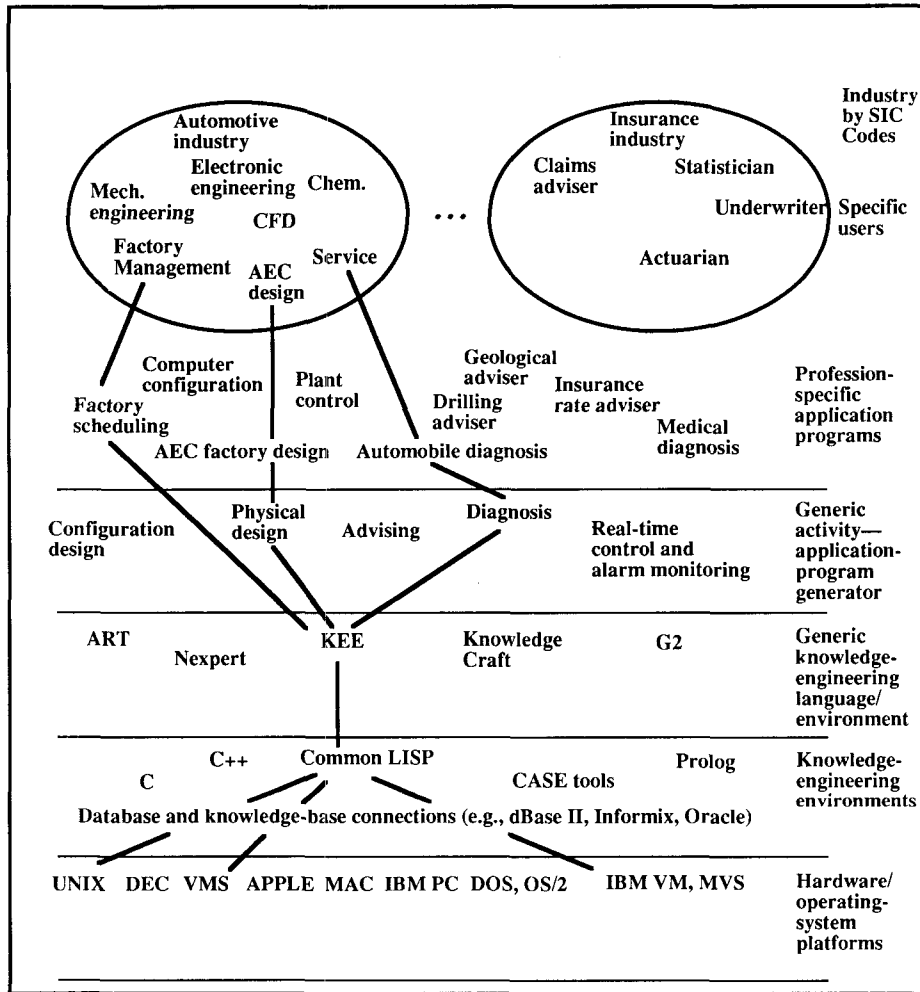 Industry
by SIC
Codes
Automotive
industry
Electronic
engineering
Chem.
Mech.
engineering
CFD
Factory
Management
AEC
design
Service
...
Insurance
industry
Claims
adviser
Statistician
Underwriter
Actuarian
Specific
users
Computer
configuration
Factory
scheduling
Plant
control
Geological
adviser
Drilling
adviser
Insurance
rate adviser
Medical
diagnosis
AEC factory design
Automobile diagnosis
Profession-
specific
application
programs
Configuration
design
Physical
design
Advising
Diagnosis
Real-time
control and
alarm monitoring
Generic
activity—
application-
program
generator
ART
Nexpert
KEE
Knowledge
Craft
G2
Generic
knowledge-
engineering
language/
environment
C
C++
Common LISP
CASE tools
Prolog
Knowledge-
engineering
environments
Database and knowledge-base connections (e.g., dBase II, Informix, Oracle)
UNIX DEC VMS APPLE MAC IBM PC DOS, OS/2 IBM VM, MVS
Hardware/
operating-
system
platforms